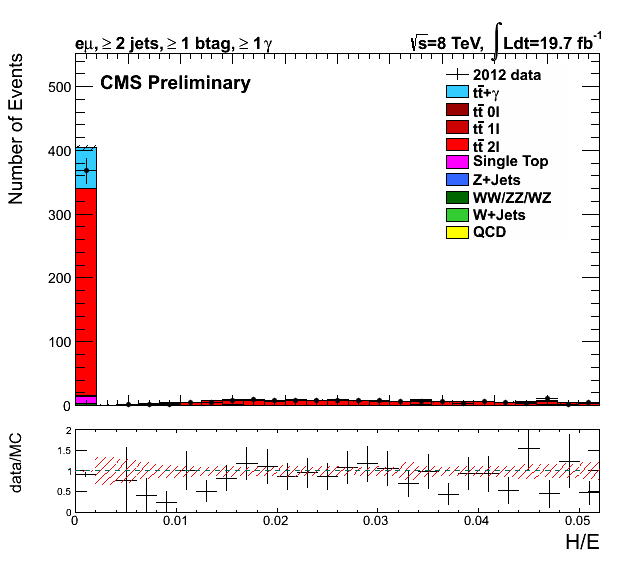 eμ, ≥ 2 jets, ≥ 1 btag, ≥ 1 γ
√s=8 TeV, ∫ Ldt=19.7 fb⁻¹
CMS Preliminary
2012 data
tt̄+γ
tt̄ 0l
tt̄ 1l
tt̄ 2l
Single Top
Z+Jets
WW/ZZ/WZ
W+Jets
QCD
Number of Events
500
400
300
200
100
0
data/MC
2
1.5
1
0.5
0
0 0.01 0.02 0.03 0.04 0.05
H/E